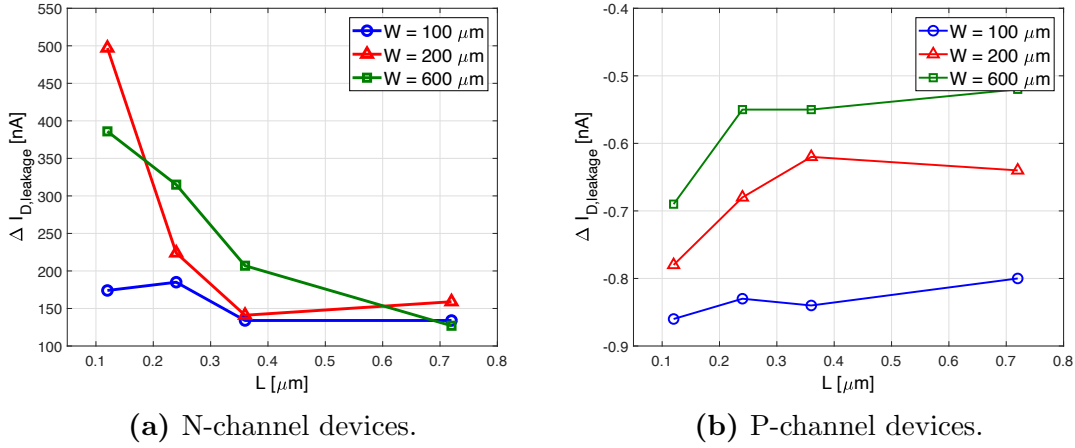 550
500
450
400
350
300
250
200
150
100
Δ I_D,leakage [nA]
W = 100 μm
W = 200 μm
W = 600 μm
0.1 0.2 0.3 0.4 0.5 0.6 0.7 0.8
L [μm]
(a) N-channel devices.
-0.4
-0.5
-0.6
-0.7
-0.8
-0.9
Δ I_D,leakage [nA]
W = 100 μm
W = 200 μm
W = 600 μm
0.1 0.2 0.3 0.4 0.5 0.6 0.7 0.8
L [μm]
(b) P-channel devices.